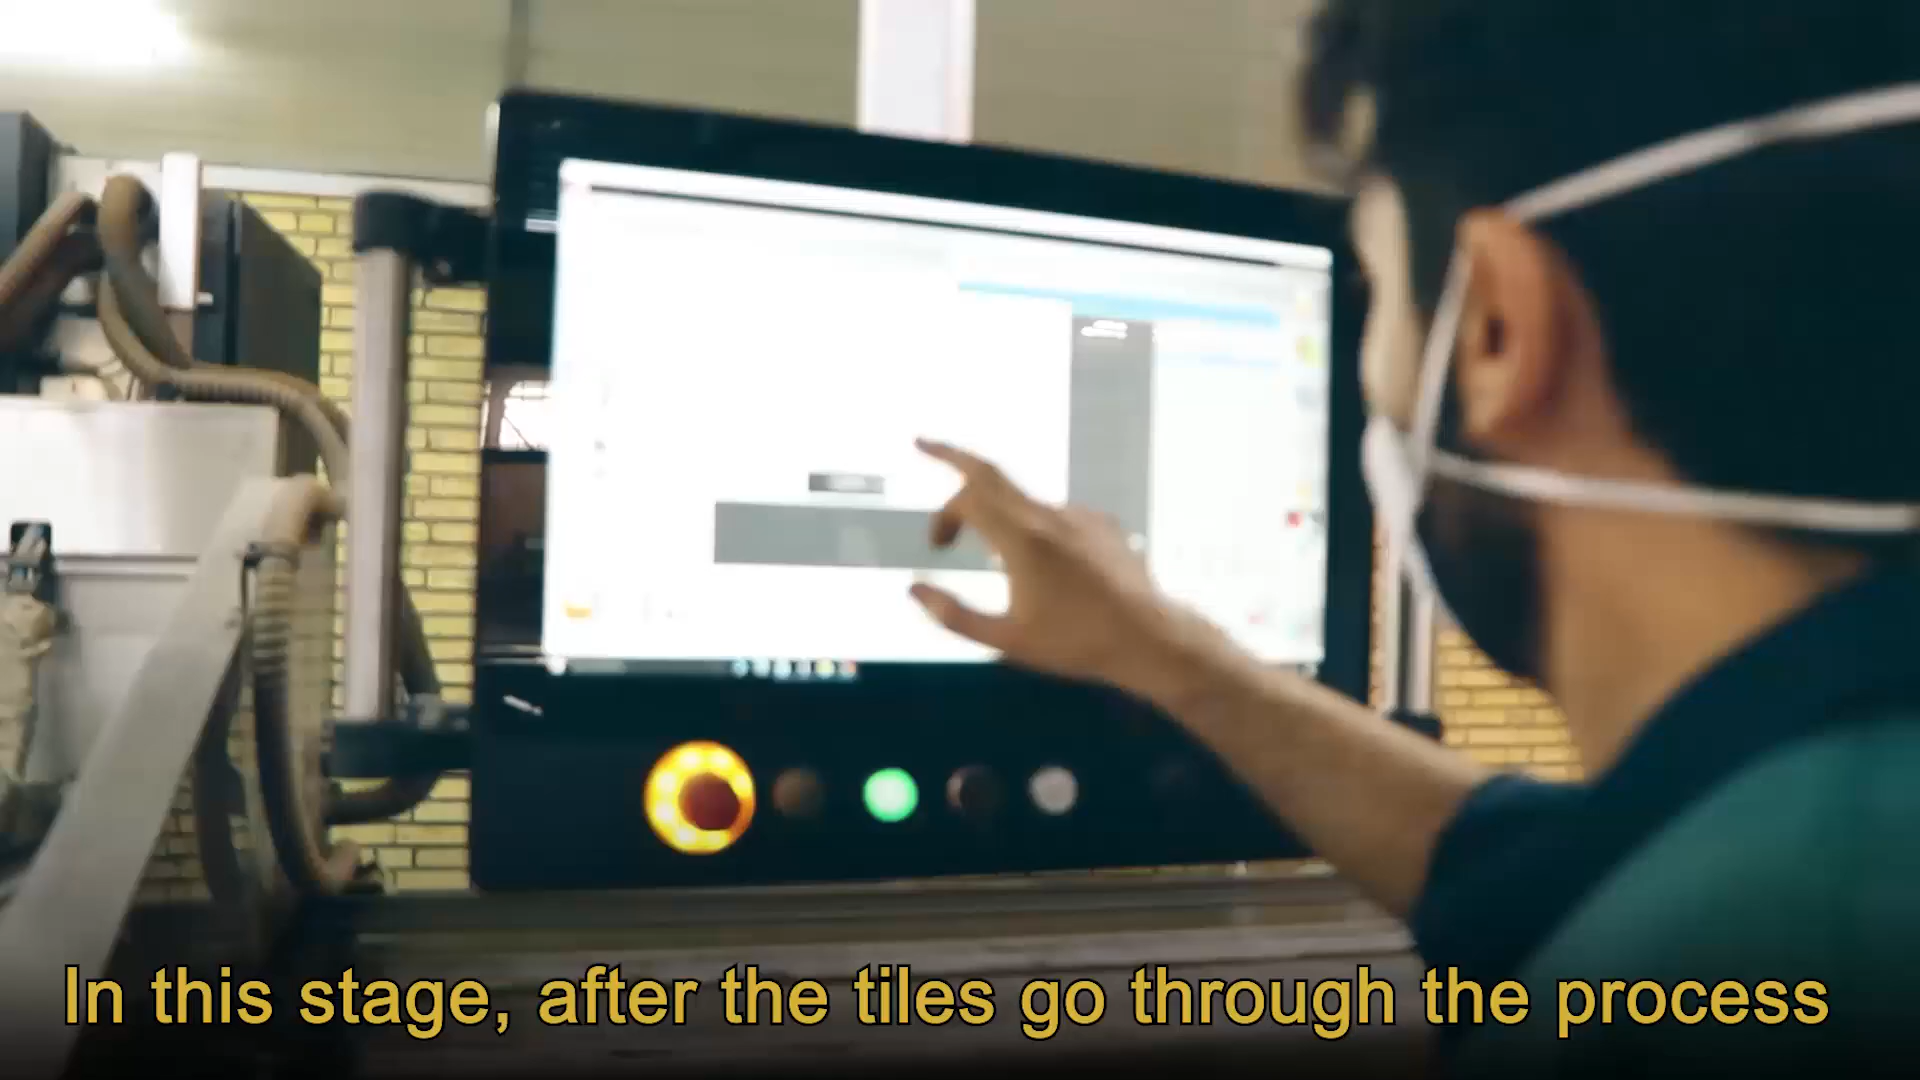 In this stage, after the tiles go through the process